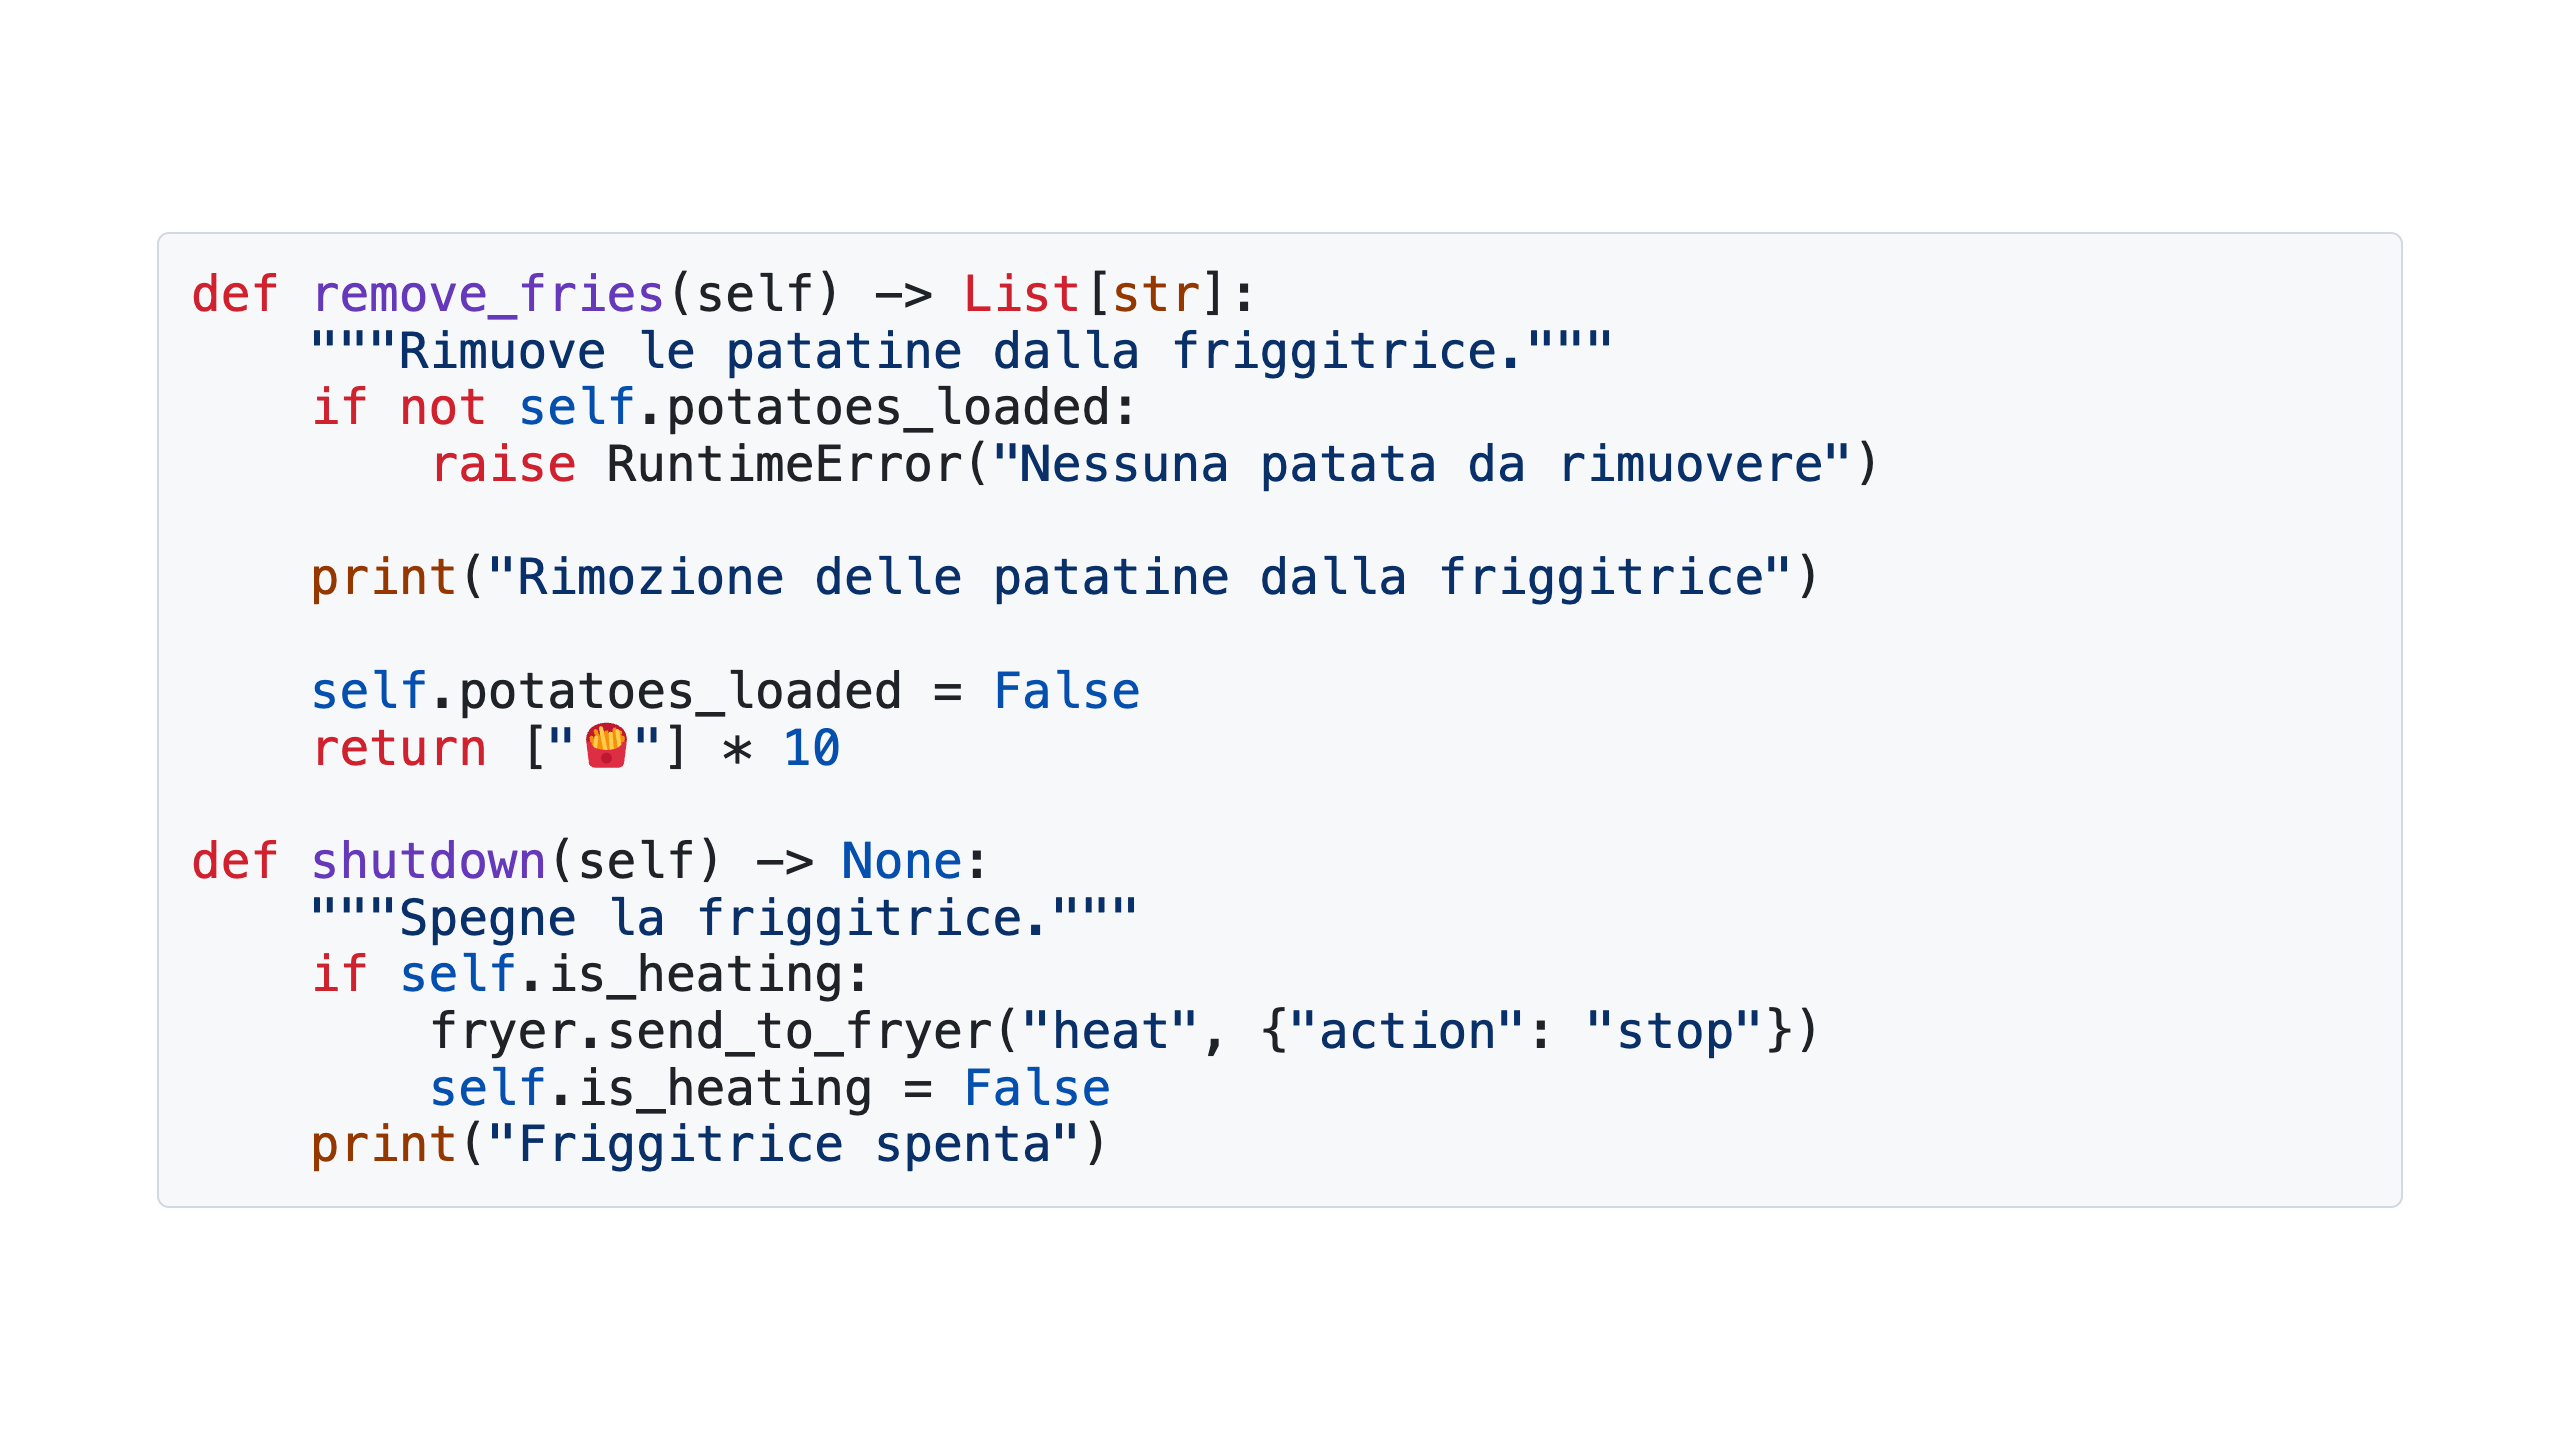 def remove_fries(self) -> List[str]:
    """Rimuove le patatine dalla friggitrice."""
    if not self.potatoes_loaded:
        raise RuntimeError("Nessuna patata da rimuovere")

    print("Rimozione delle patatine dalla friggitrice")

    self.potatoes_loaded = False
    return ["🍟"] * 10

def shutdown(self) -> None:
    """Spegne la friggitrice."""
    if self.is_heating:
        fryer.send_to_fryer("heat", {"action": "stop"})
        self.is_heating = False
    print("Friggitrice spenta")